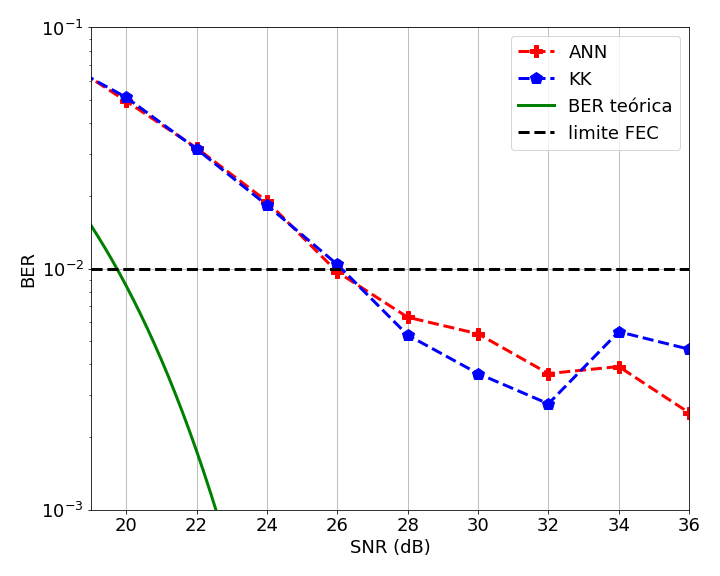 10⁻¹
10⁻²
10⁻³
BER
ANN
KK
BER teórica
limite FEC
20 22 24 26 28 30 32 34 36
SNR (dB)